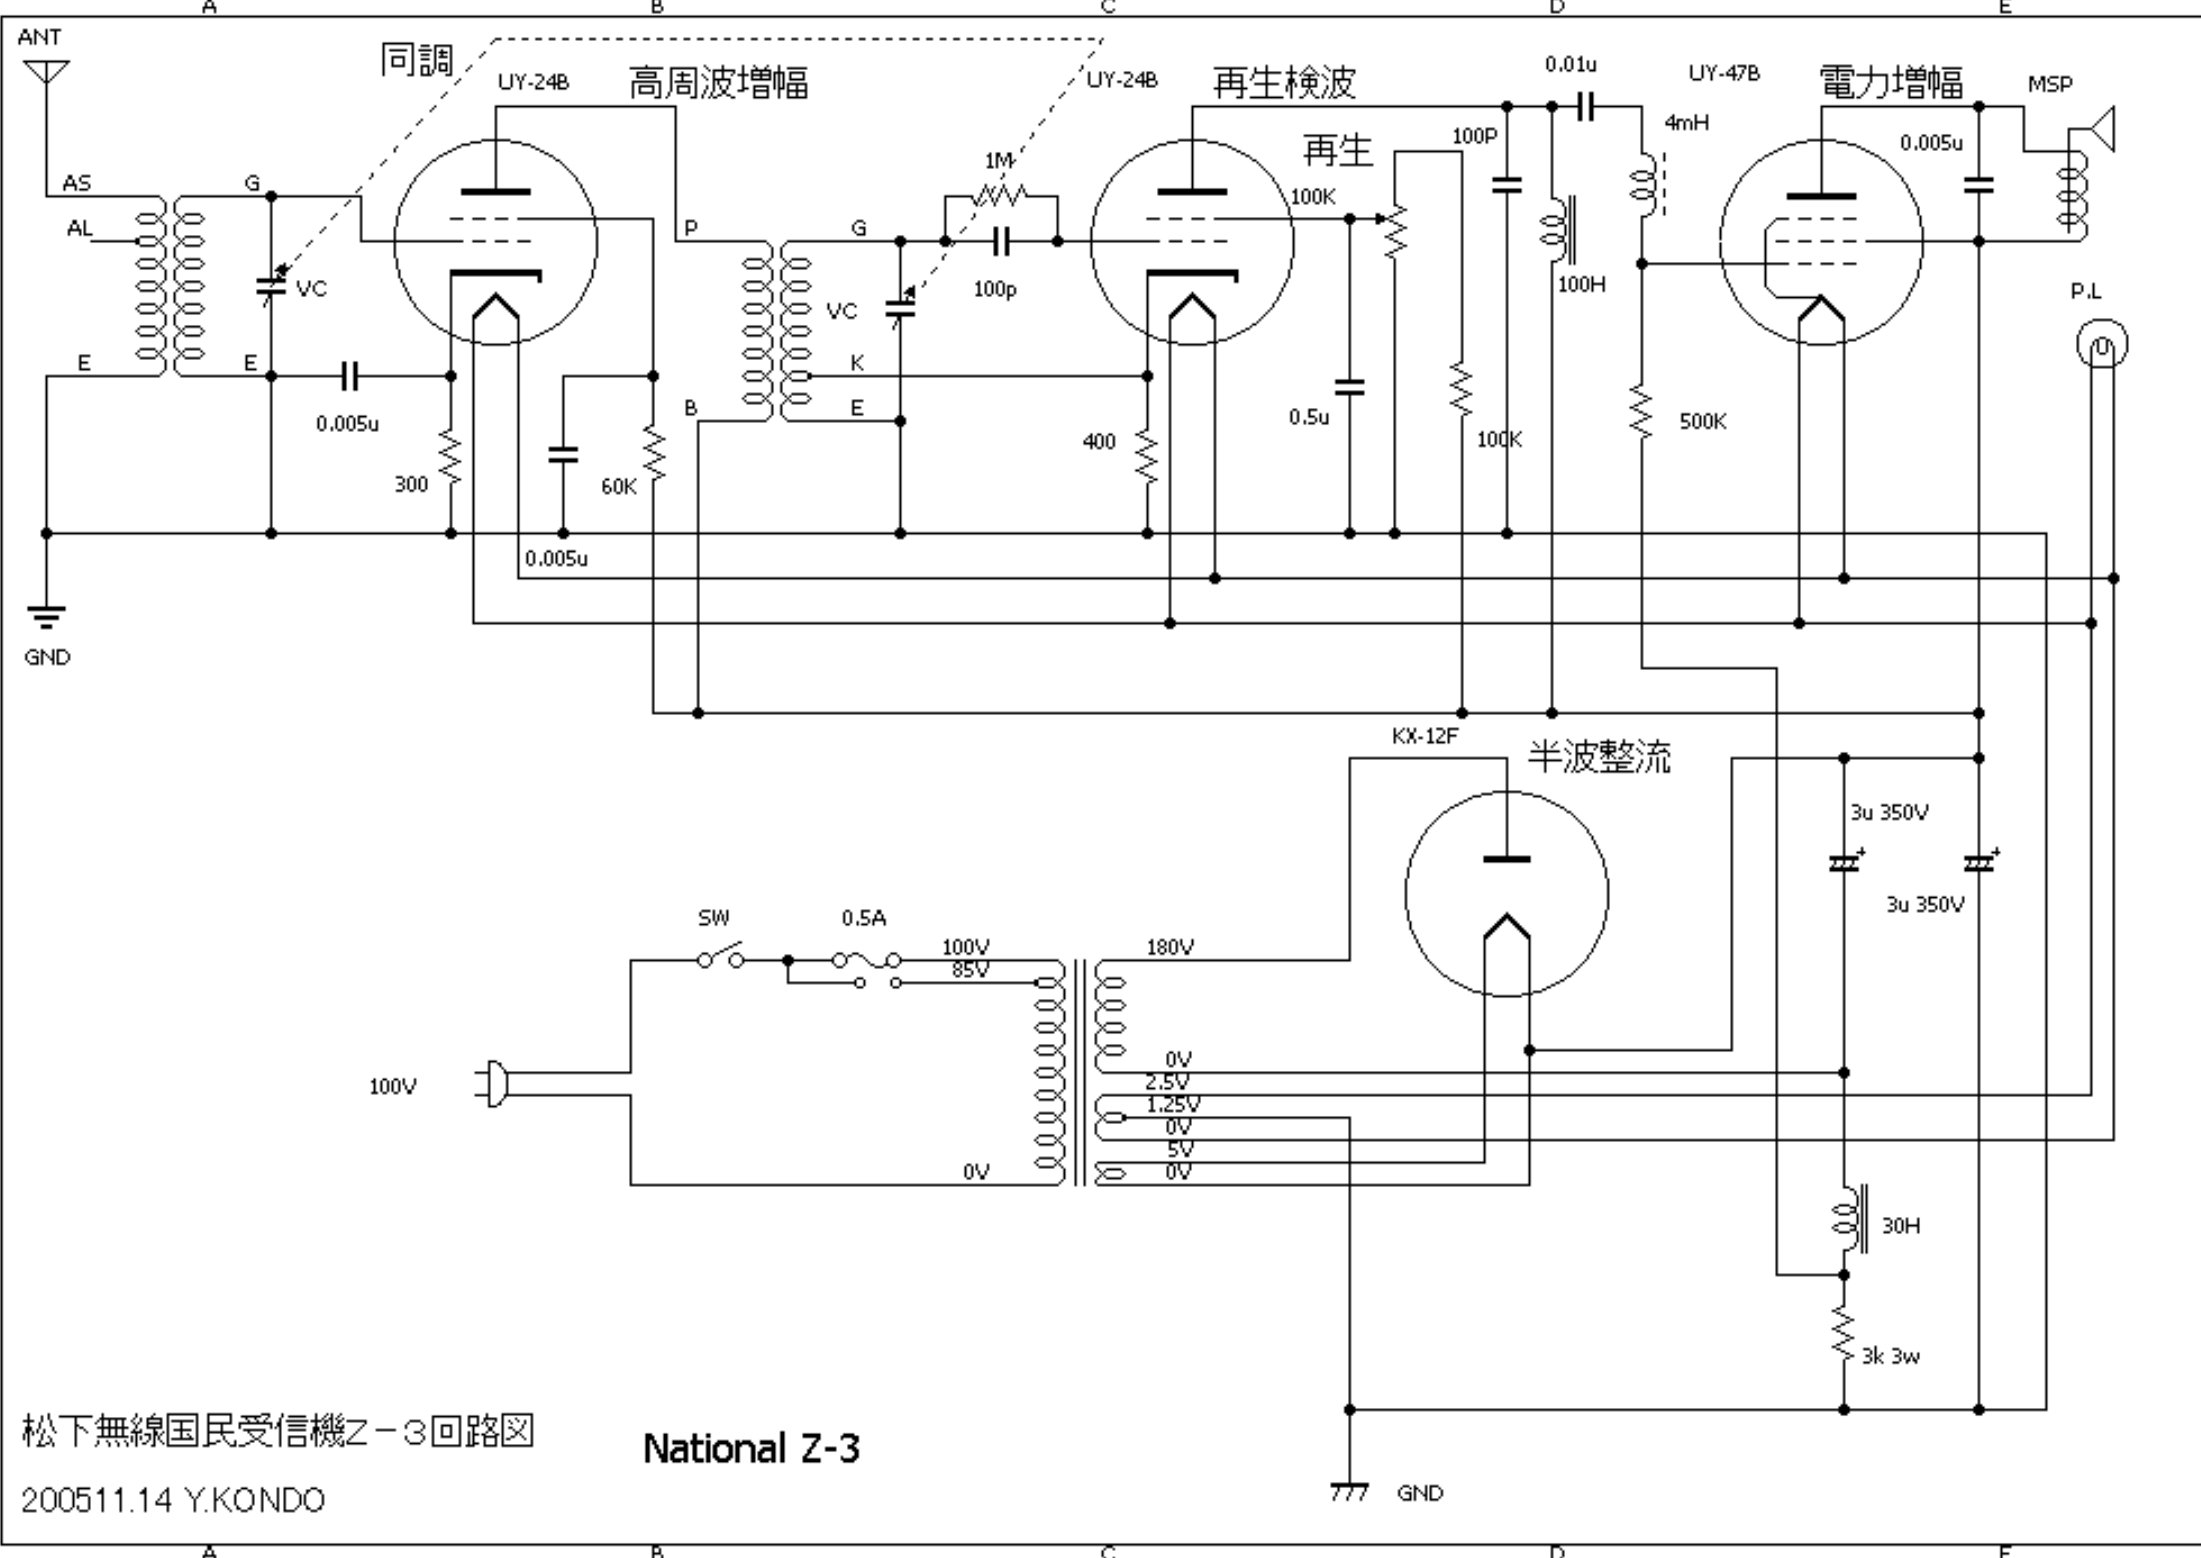 A B C D E
ANT
同調
UY-24B
高周波増幅
UY-24B
再生検波
0.01u
UY-47B
電力増幅
MSP
4mH
100P
0.005u
再生
1M
AS
G
100K
AL
P
G
VC
100p
100H
P.L
VC
E
E
K
0.005u
B
E
0.5u
500K
400
100K
300
60K
0.005u
GND
KX-12F
半波整流
3u 350V
3u 350V
SW
0.5A
100V
180V
85V
0V
100V
2.5V
1.25V
0V
5V
0V
0V
30H
3k 3w
松下無線国民受信機Z－3回路図
National Z-3
200511.14 Y.KONDO
GND
A B C D E